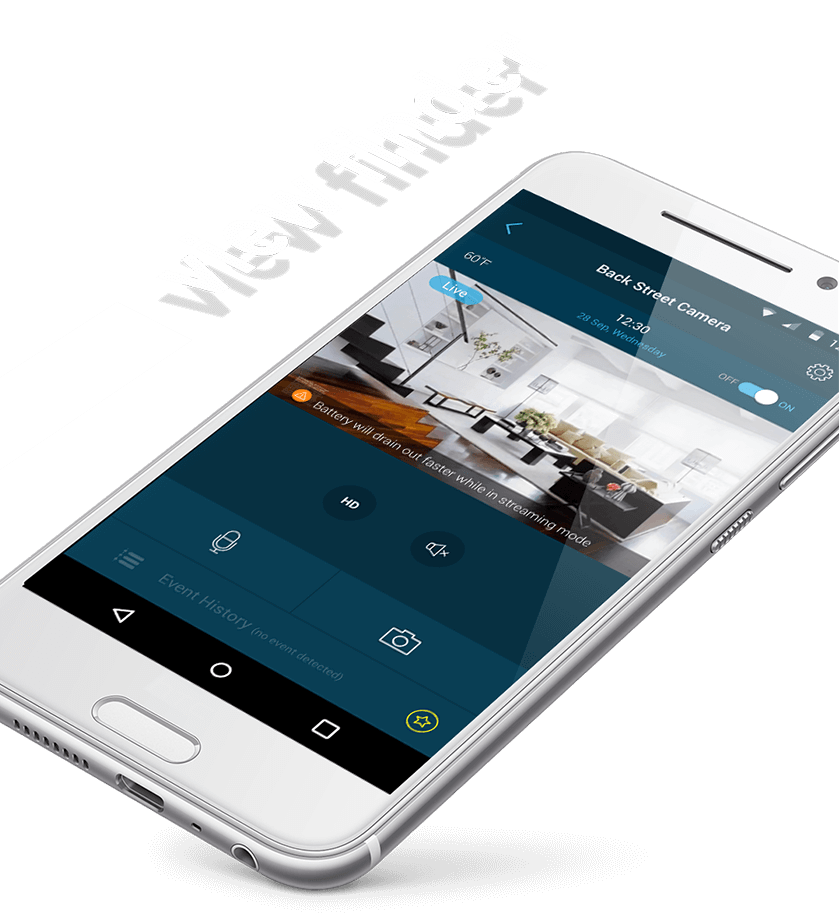 view finder
Back Street Camera
60°F
12:30
28 Sep, Wednesday
Live
OFF
ON
Battery will drain out faster while in streaming mode
HD
Event History (no event detected)